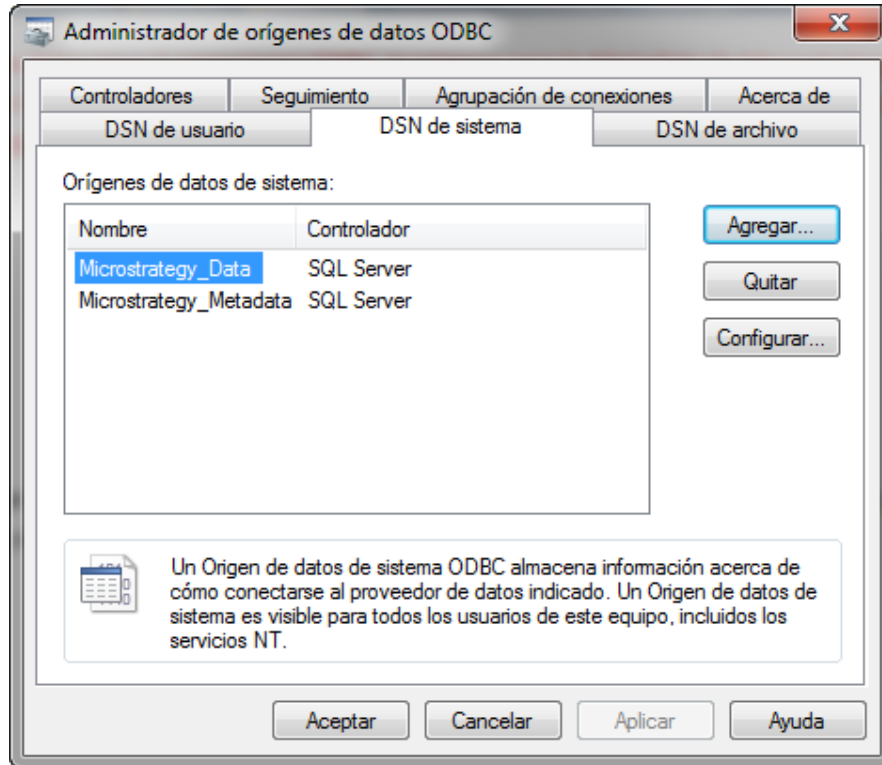 Administrador de orígenes de datos ODBC
x
Controladores
Seguimiento
Agrupación de conexiones
Acerca de
DSN de usuario
DSN de sistema
DSN de archivo
Orígenes de datos de sistema:
Nombre
Controlador
Microstrategy_Data
SQL Server
Microstrategy_Metadata
SQL Server
Agregar...
Quitar
Configurar...
Un Origen de datos de sistema ODBC almacena información acerca de
cómo conectarse al proveedor de datos indicado. Un Origen de datos de
sistema es visible para todos los usuarios de este equipo, incluidos los
servicios NT.
Aceptar
Cancelar
Aplicar
Ayuda